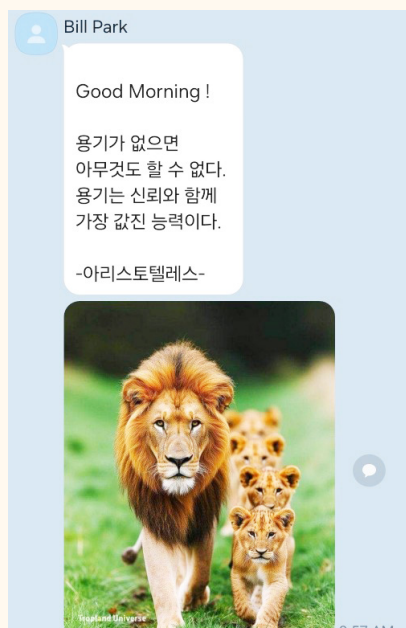 Bill Park
Good Morning !
용기가 없으면
아무것도 할 수 없다.
용기는 신뢰와 함께
가장 값진 능력이다.
-아리스토텔레스-
Trueland Universe